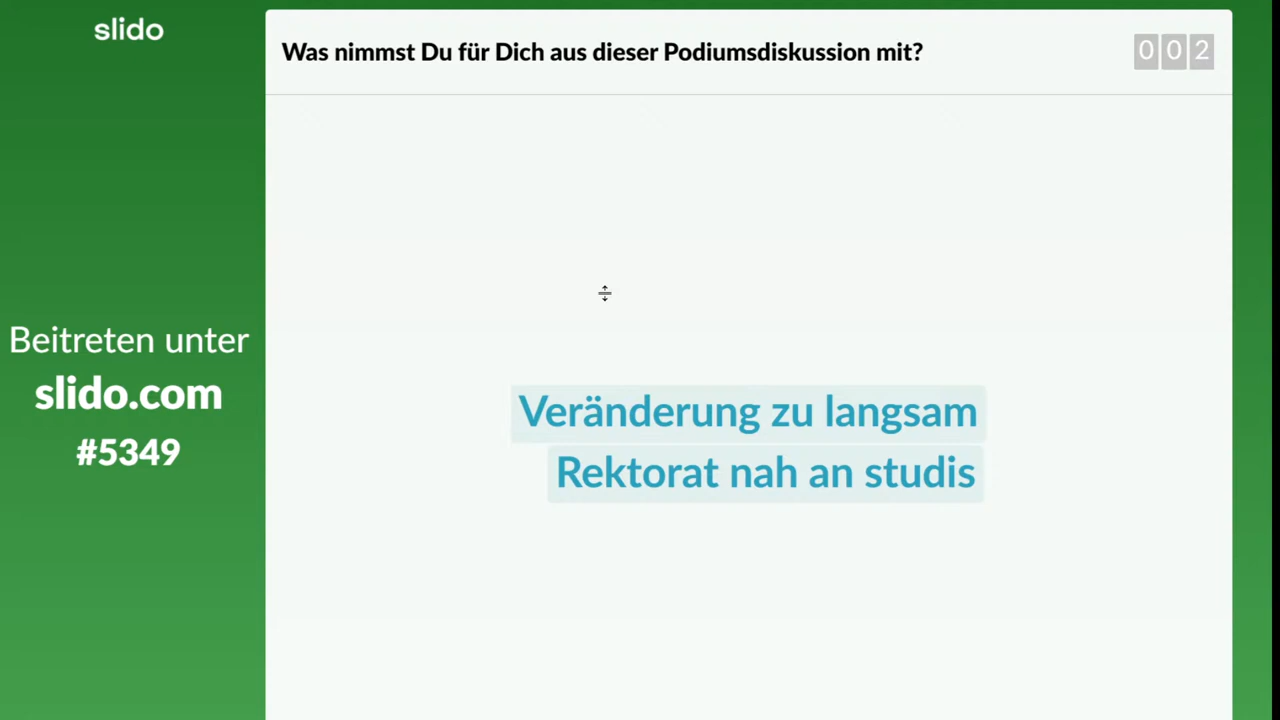 slido
Was nimmst Du für Dich aus dieser Podiumsdiskussion mit?
002
Beitreten unter
slido.com
#5349
Veränderung zu langsam
Rektorat nah an studis